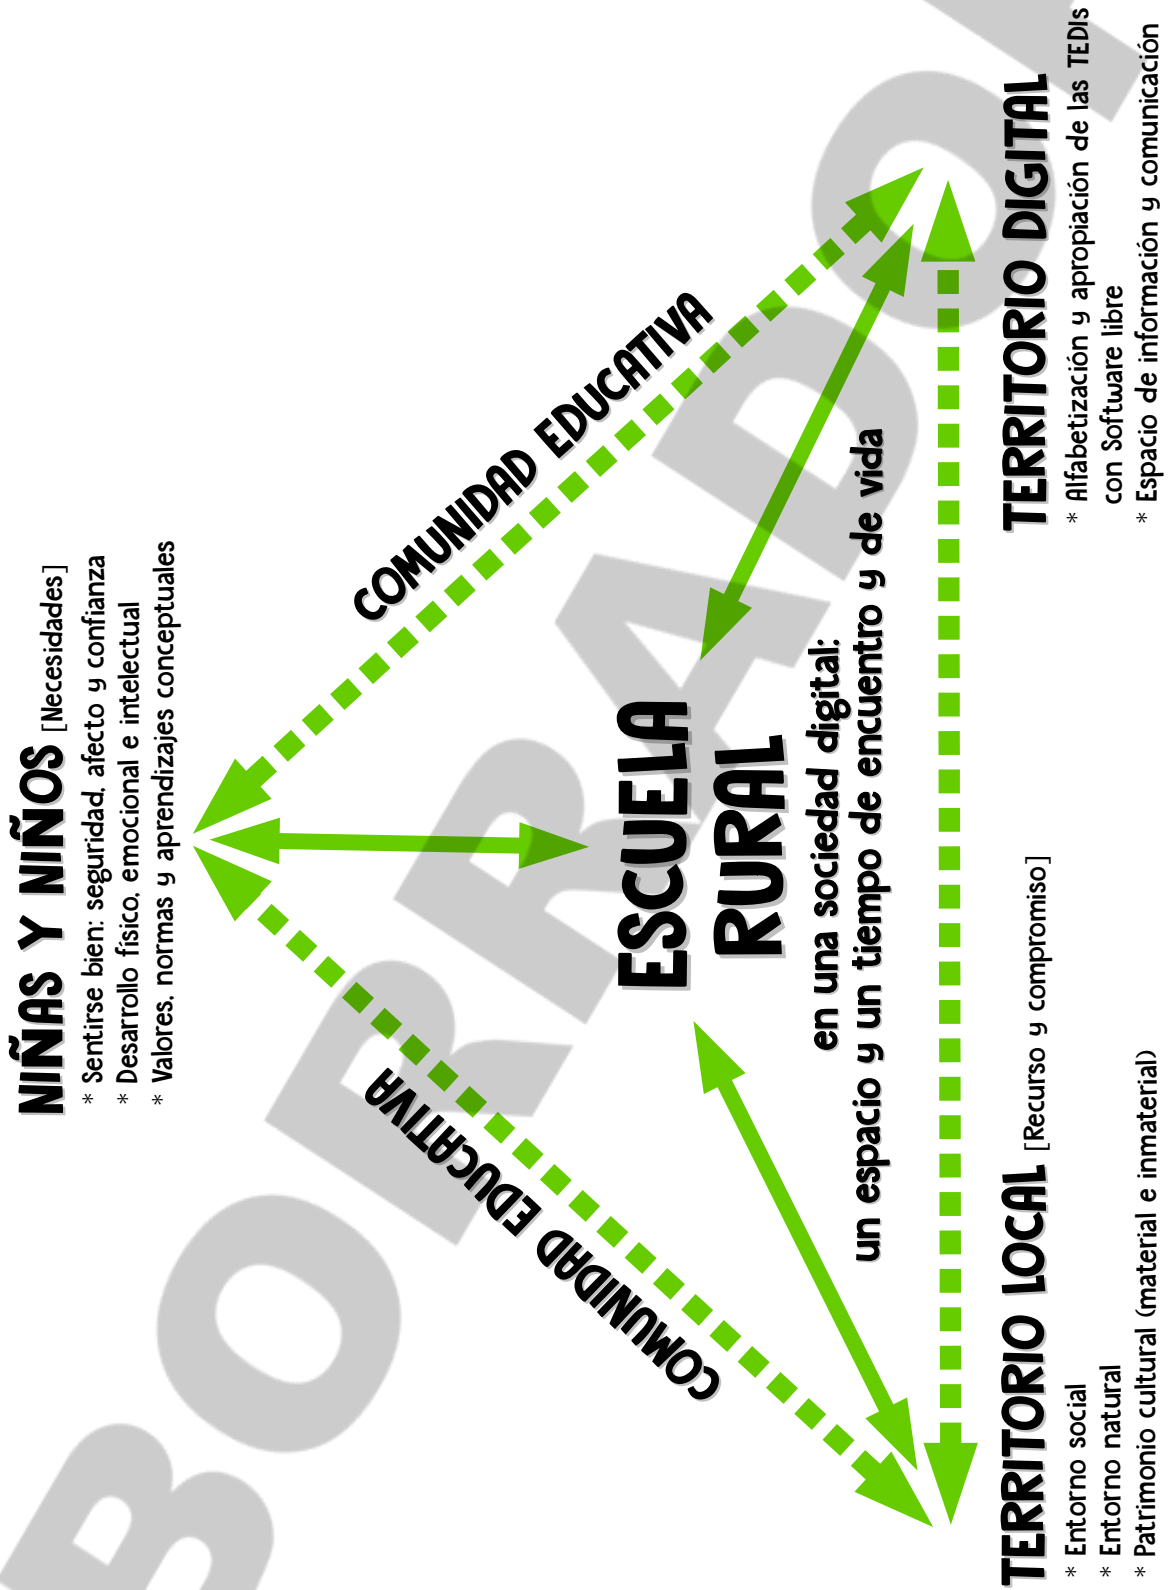 NIÑAS Y NIÑOS [Necesidades]
* Sentirse bien: seguridad, afecto y confianza
* Desarrollo físico, emocional e intelectual
* Valores, normas y aprendizajes conceptuales
COMUNIDAD EDUCATIVA
COMUNIDAD EDUCATIVA
ESCUELA
RURAL
en una sociedad digital:
un espacio y un tiempo de encuentro y de vida
TERRITORIO LOCAL [Recurso y compromiso]
* Entorno social
* Entorno natural
* Patrimonio cultural (material e inmaterial)
TERRITORIO DIGITAL
* Alfabetización y apropiación de las TEDIs
con Software libre
* Espacio de información y comunicación
BORRADOR